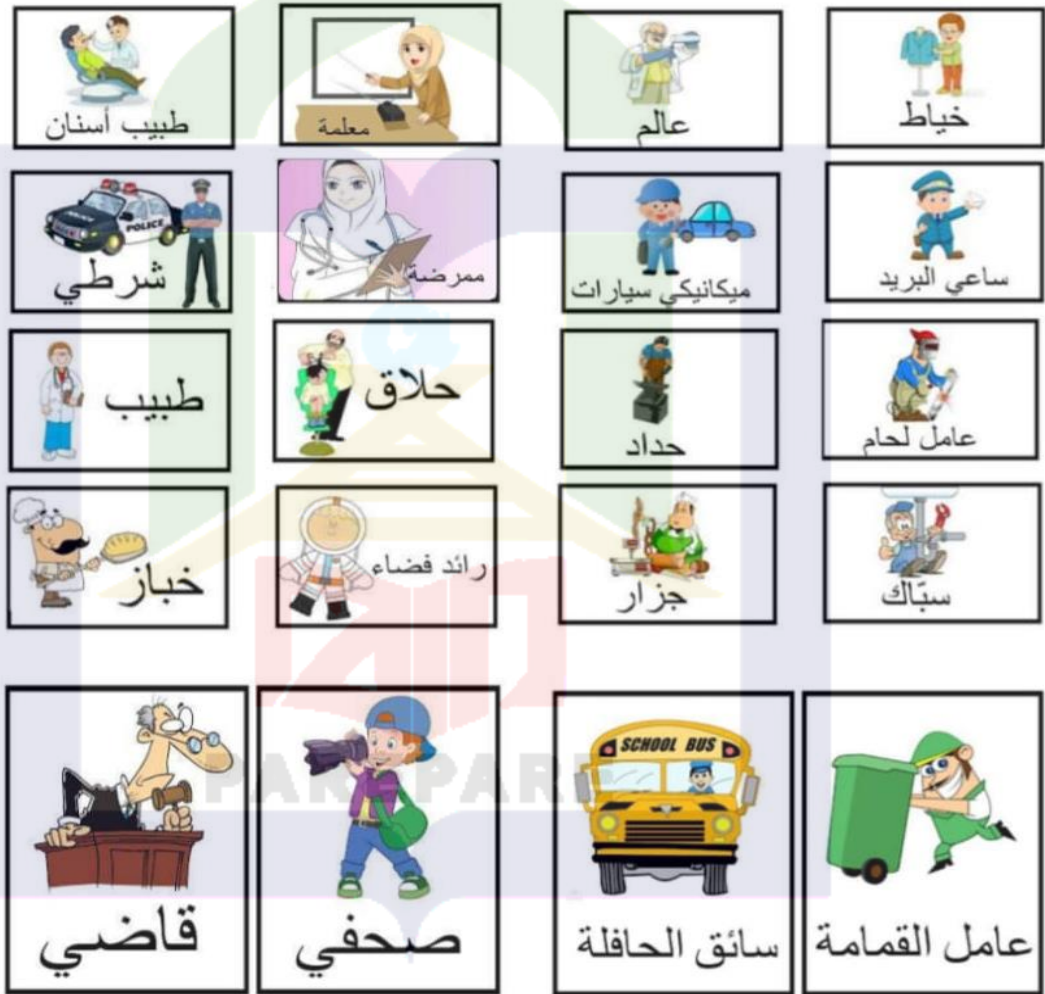 خياط
عالم
معلمة
طبيب أسنان
ساعي البريد
ميكانيكي سيارات
ممرضة
POLICE
شرطي
عامل لحام
حداد
حلاق
طبيب
سبّاك
جزار
رائد فضاء
خباز
عامل القمامة
SCHOOL BUS
سائق الحافلة
صحفي
قاضي
PAREPARE